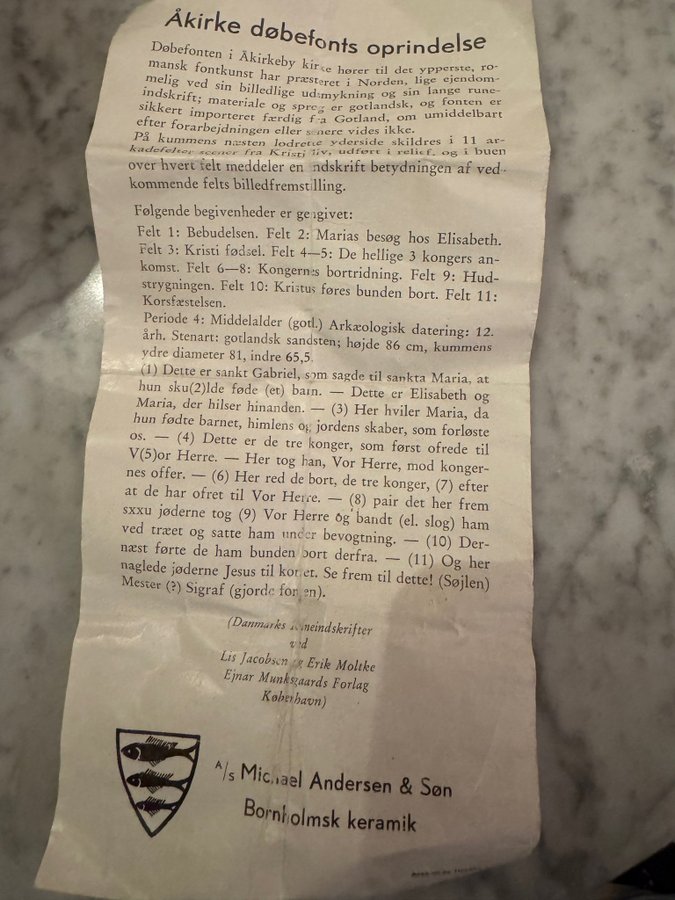 Åkirke døbefonts oprindelse
Døbefonten i Åkirkeby kirke hører til det ypperste, ro-
mansk fontkunst har præsteret i Norden, lige ejendom-
melig ved sin billedlige udsmykning og sin lange rune-
indskrift; materiale og sprog er gotlandsk, og fonten er
sikkert importeret færdig fra Gotland, om umiddelbart
efter forarbejdningen eller senere vides ikke.
På kummens næsten lodrette yderside skildres i 11 ar-
kadefelter scener fra Kristi liv, udført i relief, og i buen
over hvert felt meddeler en indskrift betydningen af ved-
kommende felts billedfremstilling.
Følgende begivenheder er gengivet:
Felt 1: Bebudelsen. Felt 2: Marias besøg hos Elisabeth.
Felt 3: Kristi fødsel. Felt 4—5: De hellige 3 kongers an-
komst. Felt 6—8: Kongernes bortridning. Felt 9: Hud-
strygningen. Felt 10: Kristus føres bunden bort. Felt 11:
Korsfæstelsen.
Periode 4: Middelalder (gotl.) Arkæologisk datering: 12.
årh. Stenart: gotlandsk sandsten; højde 86 cm, kummens
ydre diameter 81, indre 65,5.
(1) Dette er sankt Gabriel, som sagde til sankta Maria, at
hun sku(2)lde føde (et) barn. — Dette er Elisabeth og
Maria, der hilser hinanden. — (3) Her hviler Maria, da
hun fødte barnet, himlens og jordens skaber, som forløste
os. — (4) Dette er de tre konger, som først ofrede til
V(5)or Herre. — Her tog han, Vor Herre, mod konger-
nes offer. — (6) Her red de bort, de tre konger, (7) efter
at de har ofret til Vor Herre. — (8) pair det her frem
sxxu jøderne tog (9) Vor Herre og bandt (el. slog) ham
ved træet og satte ham under bevogtning. — (10) Der-
næst førte de ham bunden bort derfra. — (11) Og her
naglede jøderne Jesus til korset. Se frem til dette! (Søjlen)
Mester (?) Sigraf (gjorde fonten).
(Danmarks Runeindskrifter
ved
Lis Jacobsen og Erik Moltke
Ejnar Munksgaards Forlag
København)
A/s Michael Andersen & Søn
Bornholmsk keramik